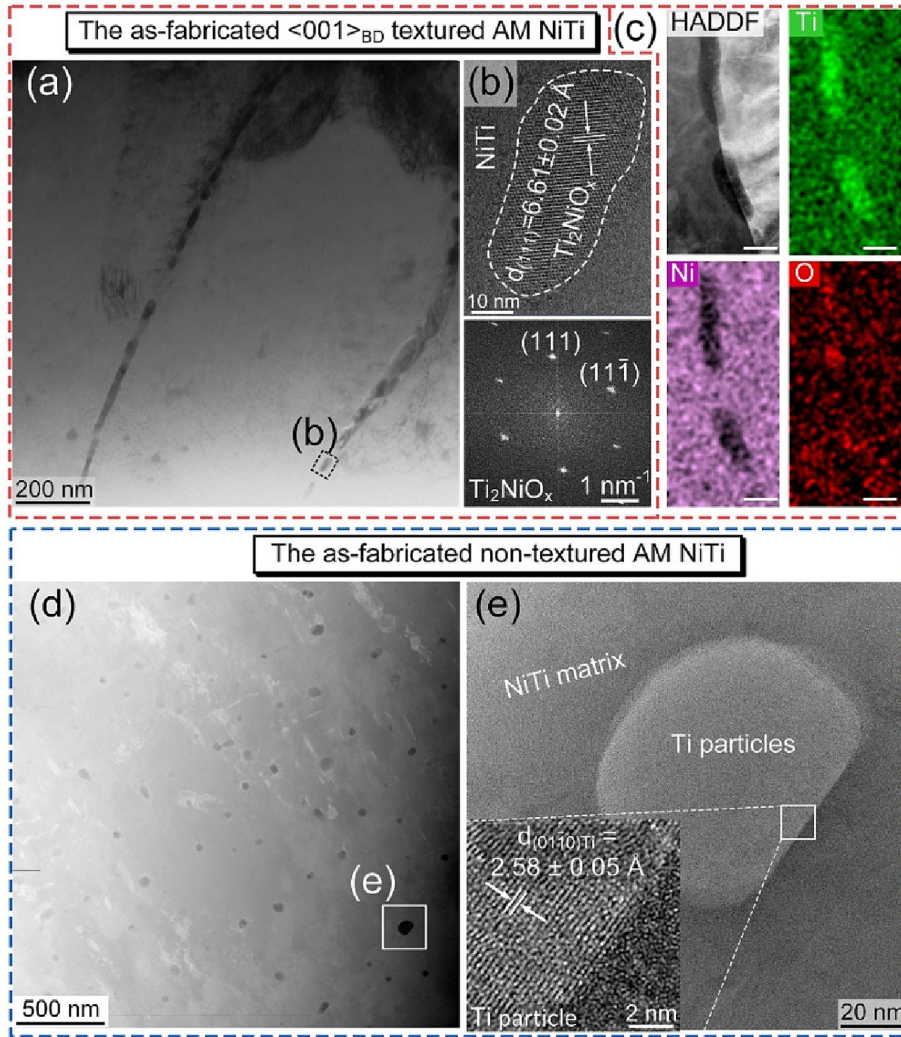 The as-fabricated <001>BD textured AM NiTi
(a)
(b)
200 nm
(b)
NiTi
d(111)=6.61±0.02 Å
Ti2NiOx
10 nm
(111)
(111̄)
Ti2NiOx
1 nm-1
(c)
HADDF
Ti
Ni
O
The as-fabricated non-textured AM NiTi
(d)
(e)
500 nm
(e)
NiTi matrix
Ti particles
d(011̄0)Ti =
2.58 ± 0.05 Å
Ti particle
2 nm
20 nm